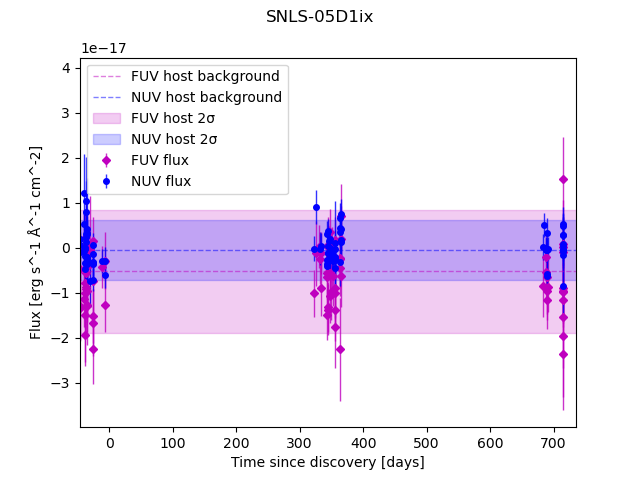 SNLS-05D1ix
1e−17
FUV host background
NUV host background
FUV host 2σ
NUV host 2σ
FUV flux
NUV flux
4
3
2
1
0
−1
−2
−3
Flux [erg s^-1 Å^-1 cm^-2]
0 100 200 300 400 500 600 700
Time since discovery [days]